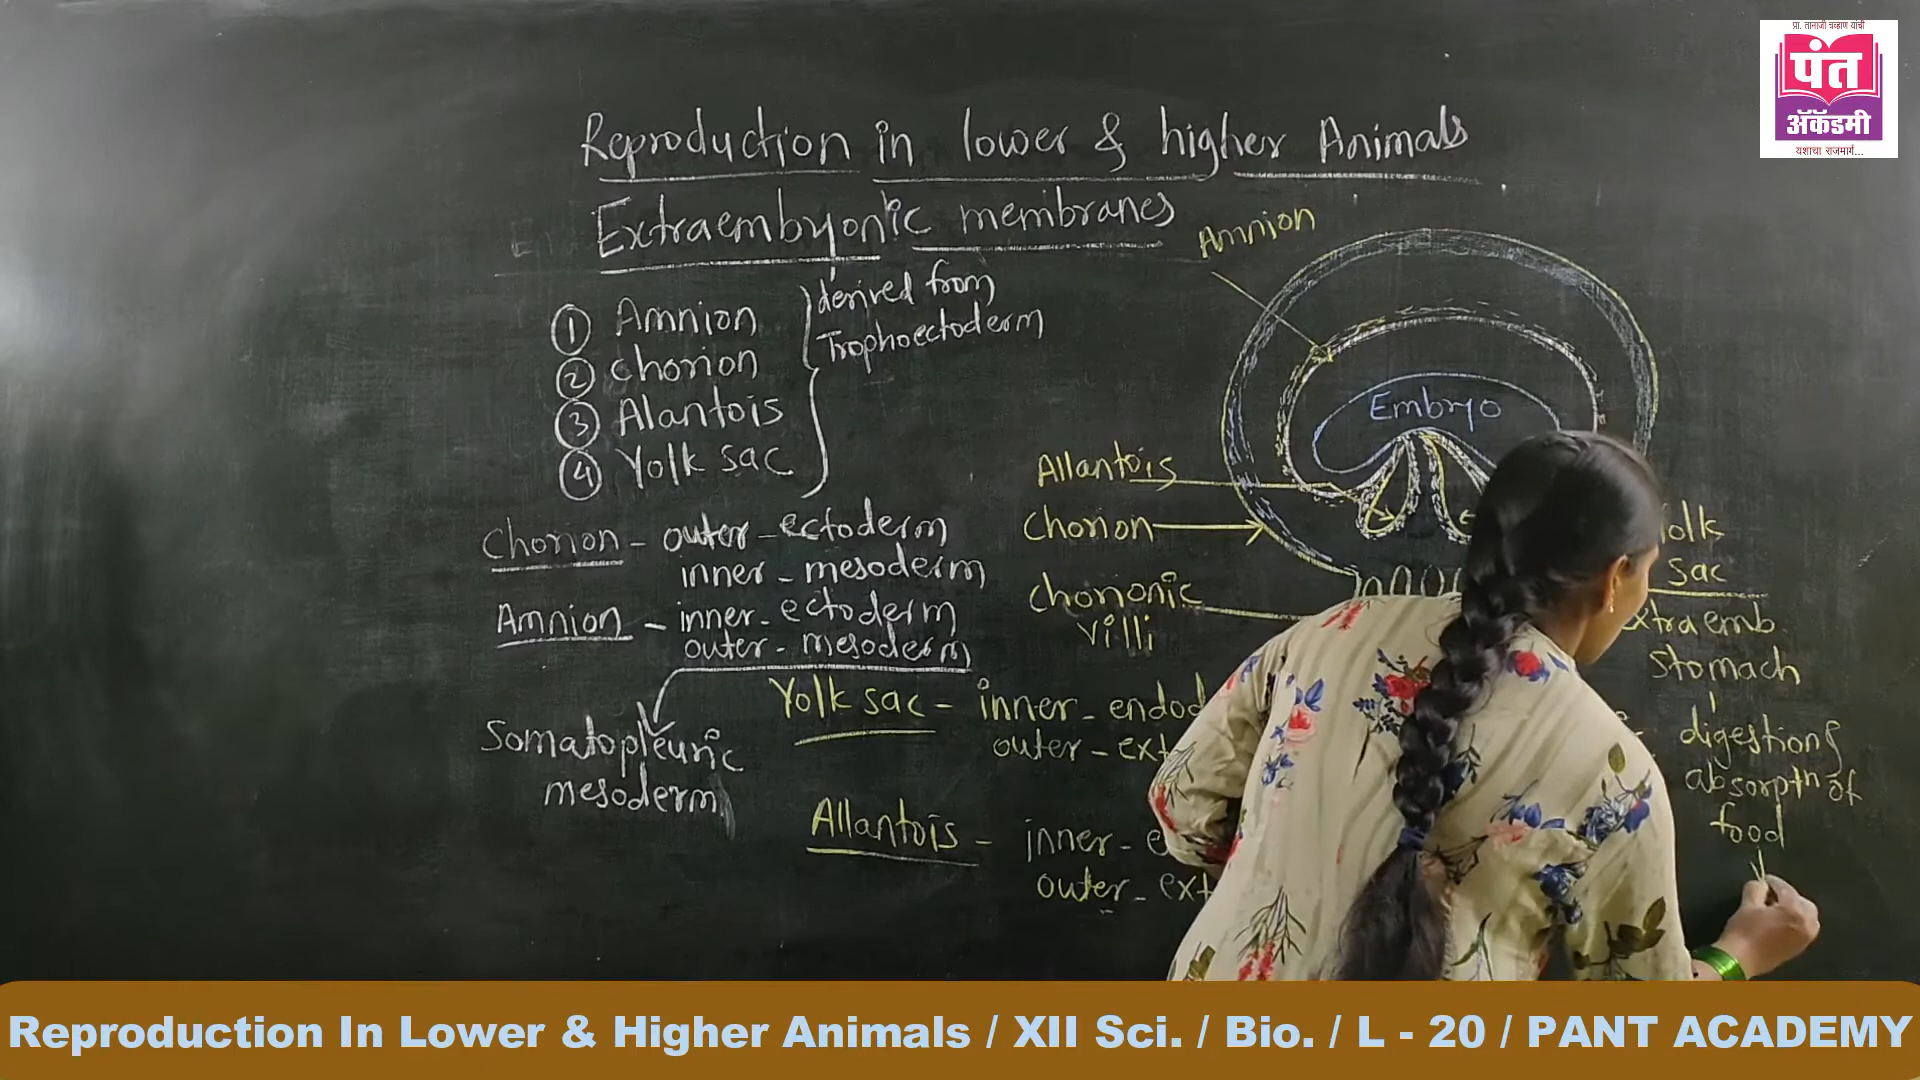 प्रा. तानाजी चव्हाण यांची
पंत
ॲकॅडमी
यशाचा राजमार्ग...
Reproduction in lower & higher Animals
Extraembryonic membranes
① Amnion
② chorion
③ Alantois
④ Yolk sac
derived from
Trophoectoderm
Chorion - outer - ectoderm
inner - mesoderm
Amnion - inner - ectoderm
outer - mesoderm
Somatopleuric
mesoderm
Yolk sac - inner - endod
outer - ext
Allantois - inner - e
outer - ext
Amnion
Embryo
Allantois
Chorion
Chorionic
villi
olk
sac
xtraemb.
stomach
digestion &
absorptn of
food
Reproduction In Lower & Higher Animals / XII Sci. / Bio. / L - 20 / PANT ACADEMY